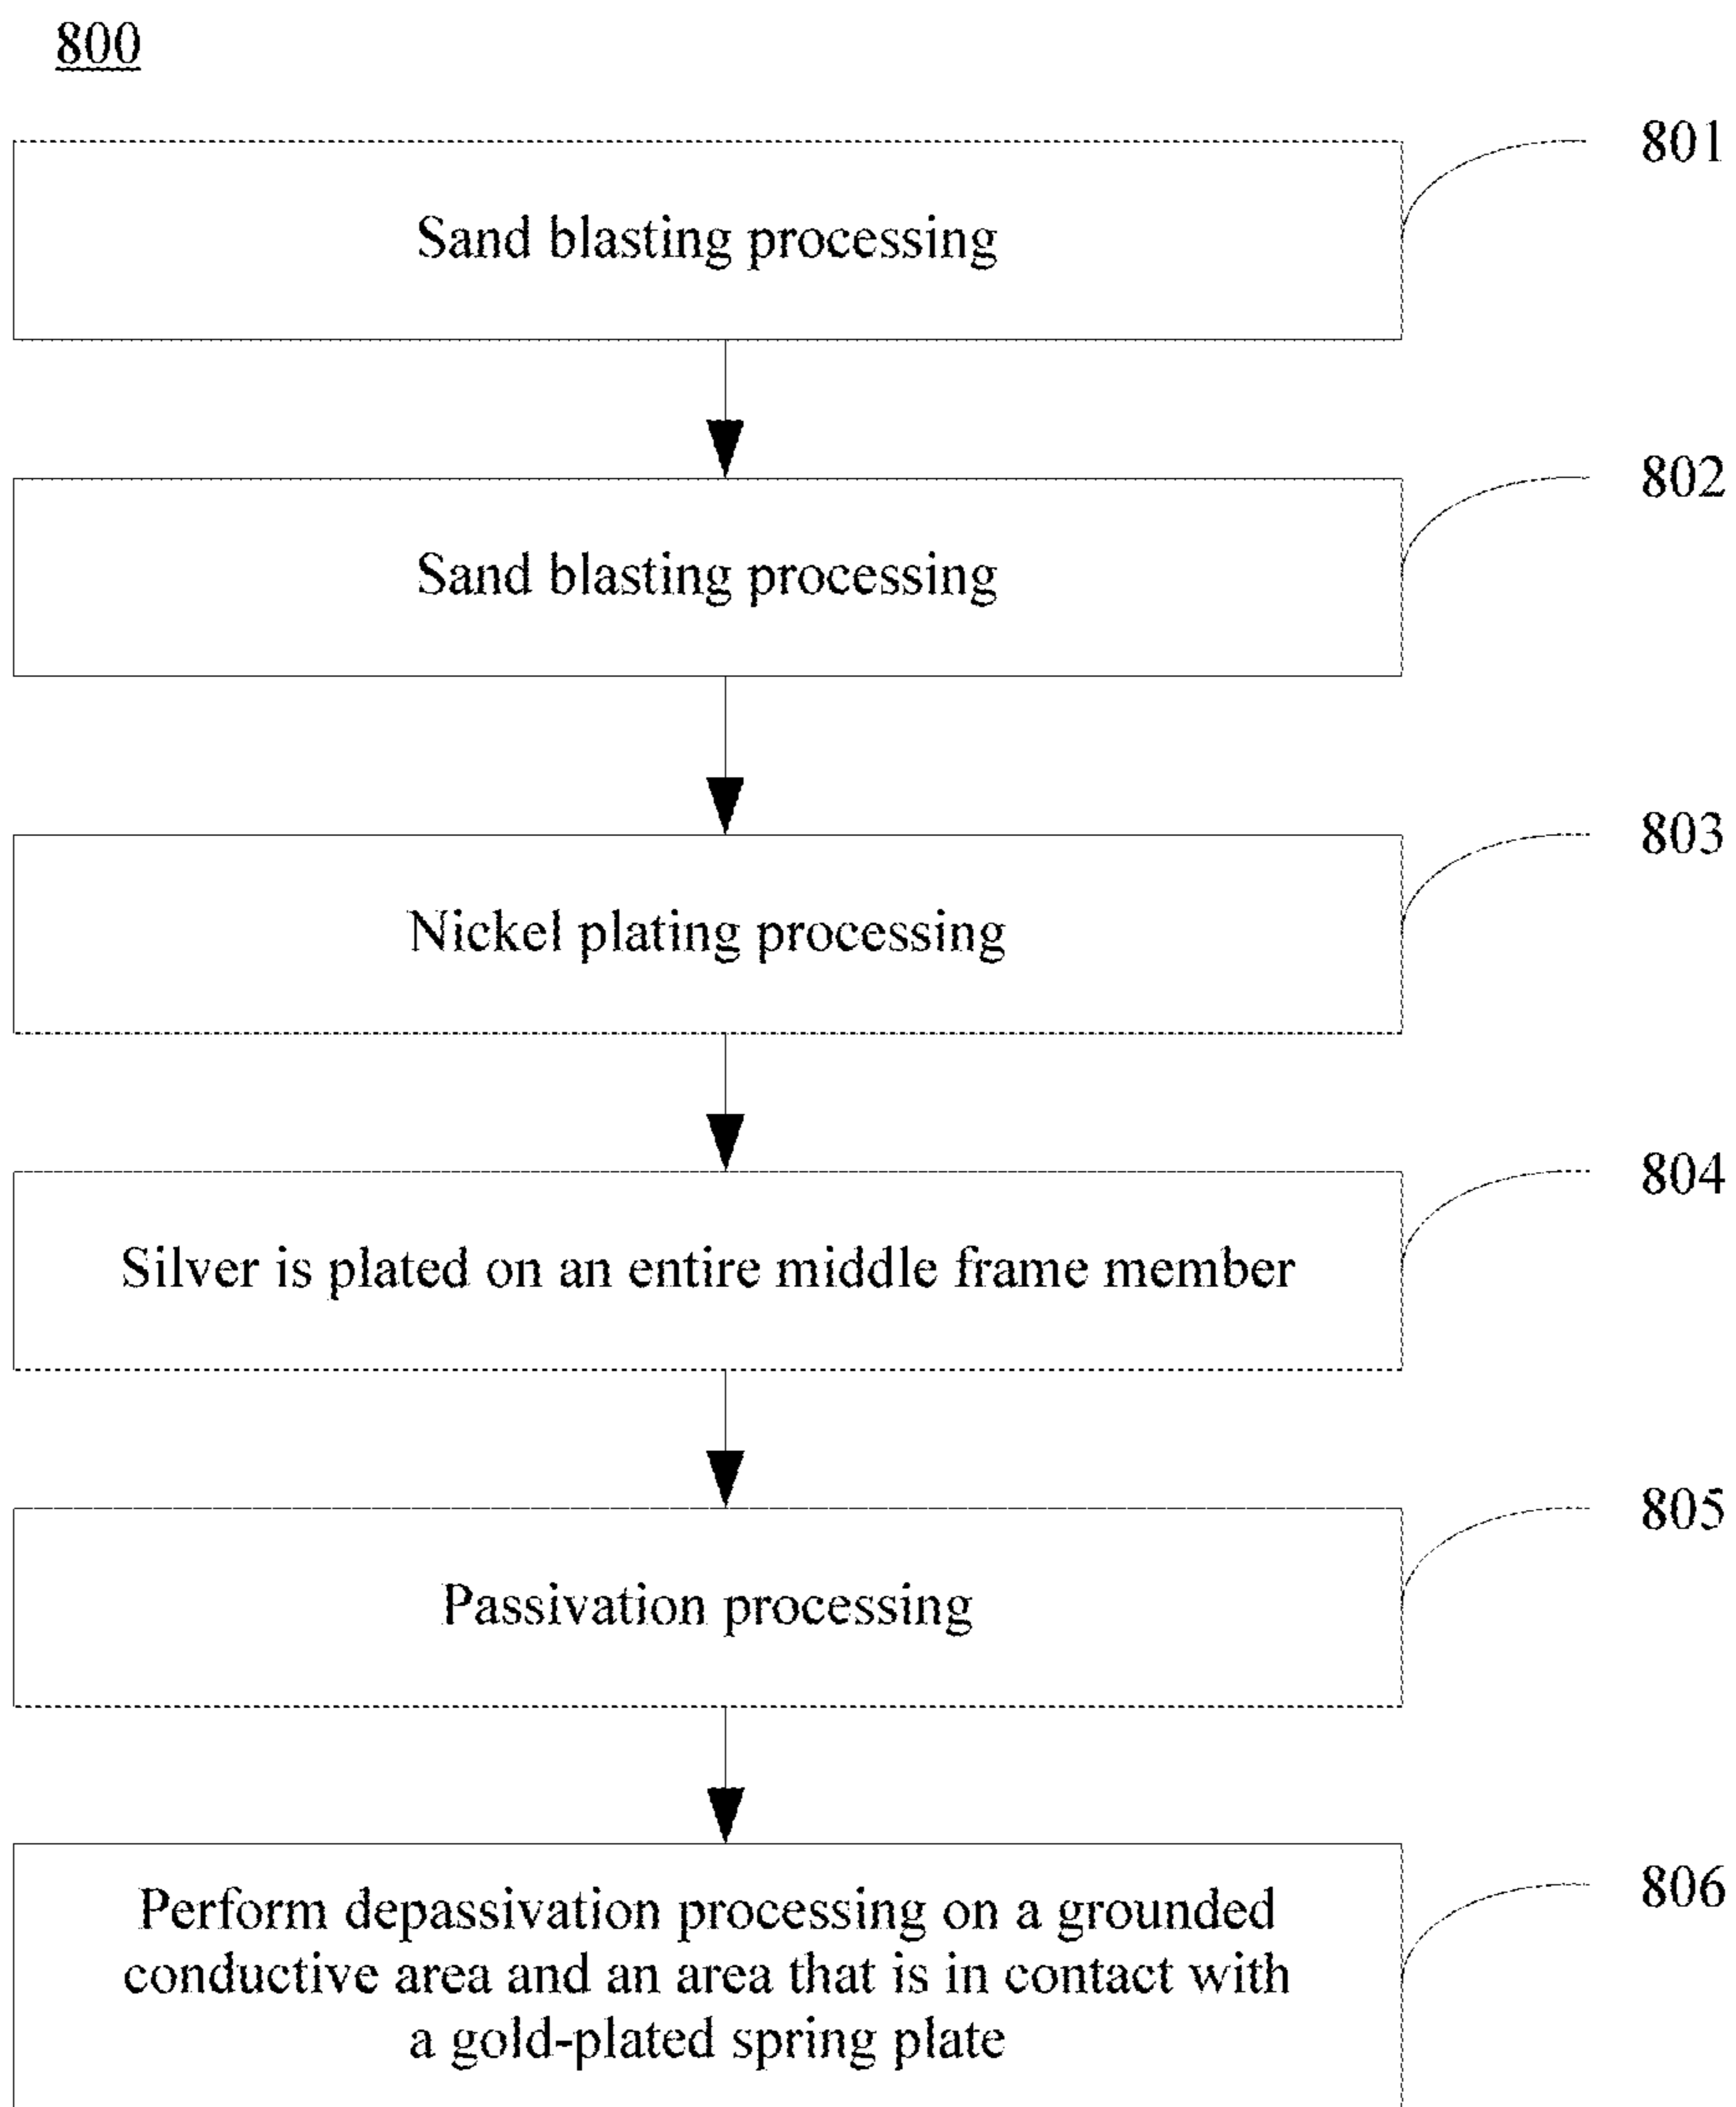 800
801
Sand blasting processing
802
Sand blasting processing
803
Nickel plating processing
804
Silver is plated on an entire middle frame member
805
Passivation processing
806
Perform depassivation processing on a grounded
conductive area and an area that is in contact with
a gold-plated spring plate